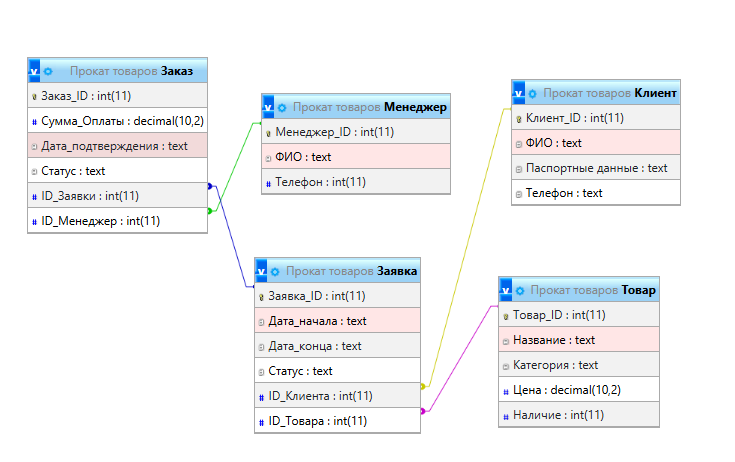 Прокат товаров Заказ
Заказ_ID : int(11)
Сумма_Оплаты : decimal(10,2)
Дата_подтверждения : text
Статус : text
ID_Заявки : int(11)
ID_Менеджер : int(11)
Прокат товаров Менеджер
Менеджер_ID : int(11)
ФИО : text
Телефон : int(11)
Прокат товаров Клиент
Клиент_ID : int(11)
ФИО : text
Паспортные данные : text
Телефон : text
Прокат товаров Заявка
Заявка_ID : int(11)
Дата_начала : text
Дата_конца : text
Статус : text
ID_Клиента : int(11)
ID_Товара : int(11)
Прокат товаров Товар
Товар_ID : int(11)
Название : text
Категория : text
Цена : decimal(10,2)
Наличие : int(11)